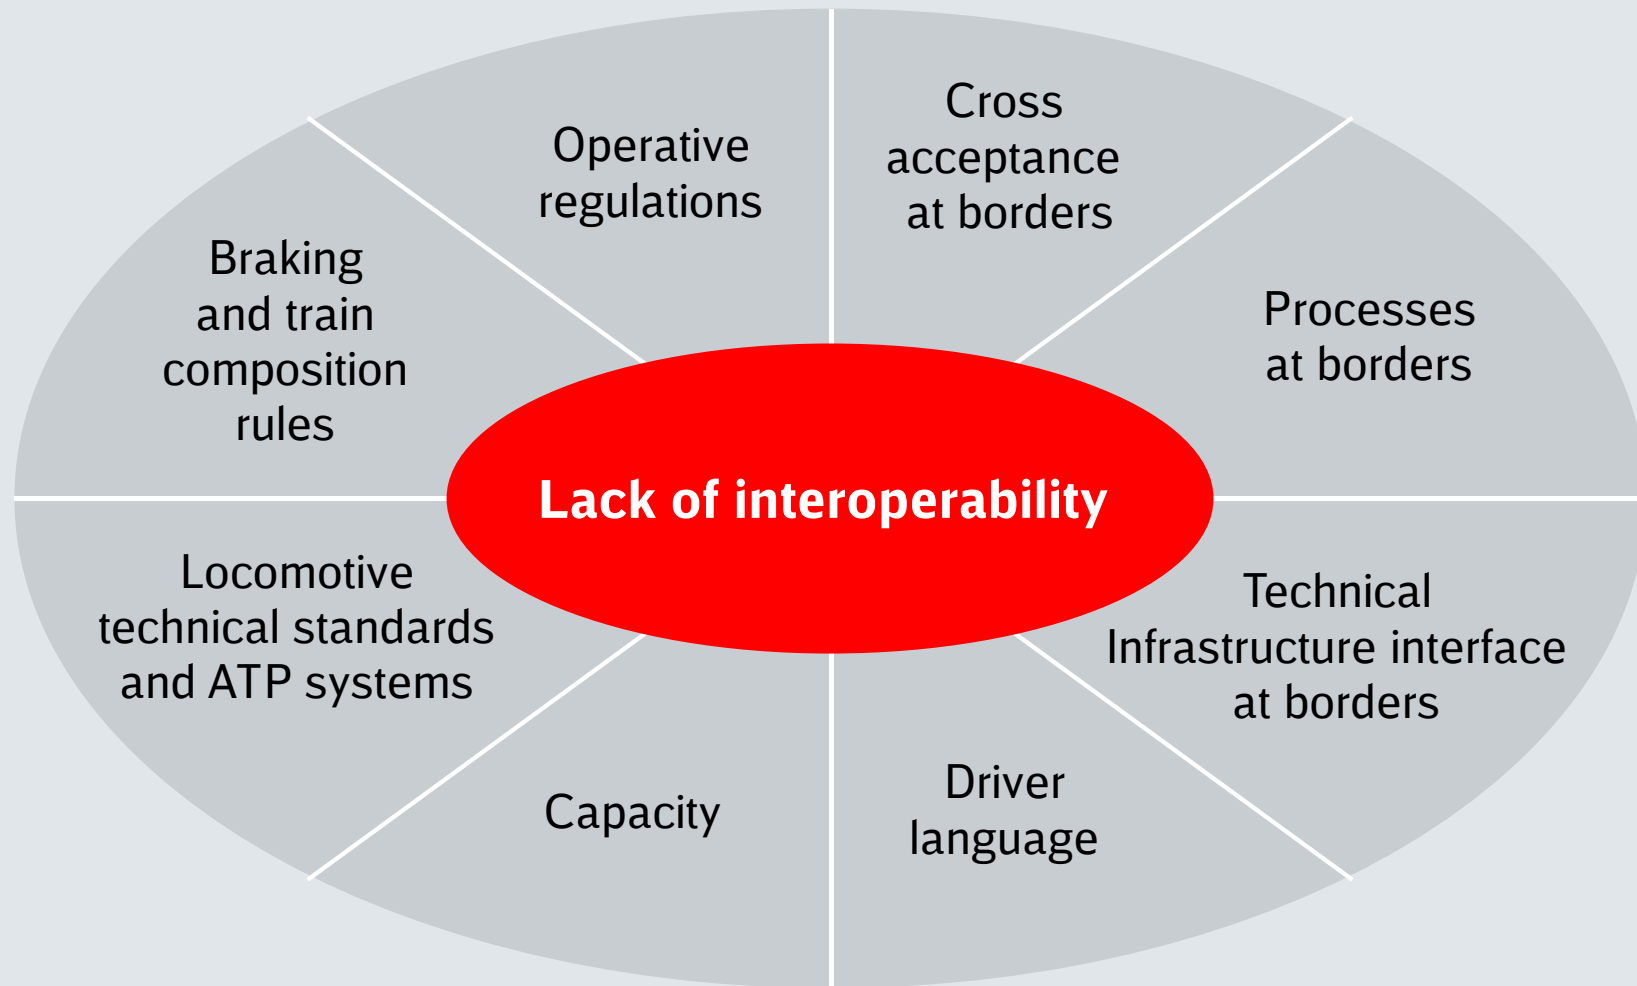 Operative
regulations
Cross
acceptance
at borders
Braking
and train
composition
rules
Processes
at borders
Lack of interoperability
Locomotive
technical standards
and ATP systems
Technical
Infrastructure interface
at borders
Capacity
Driver
language